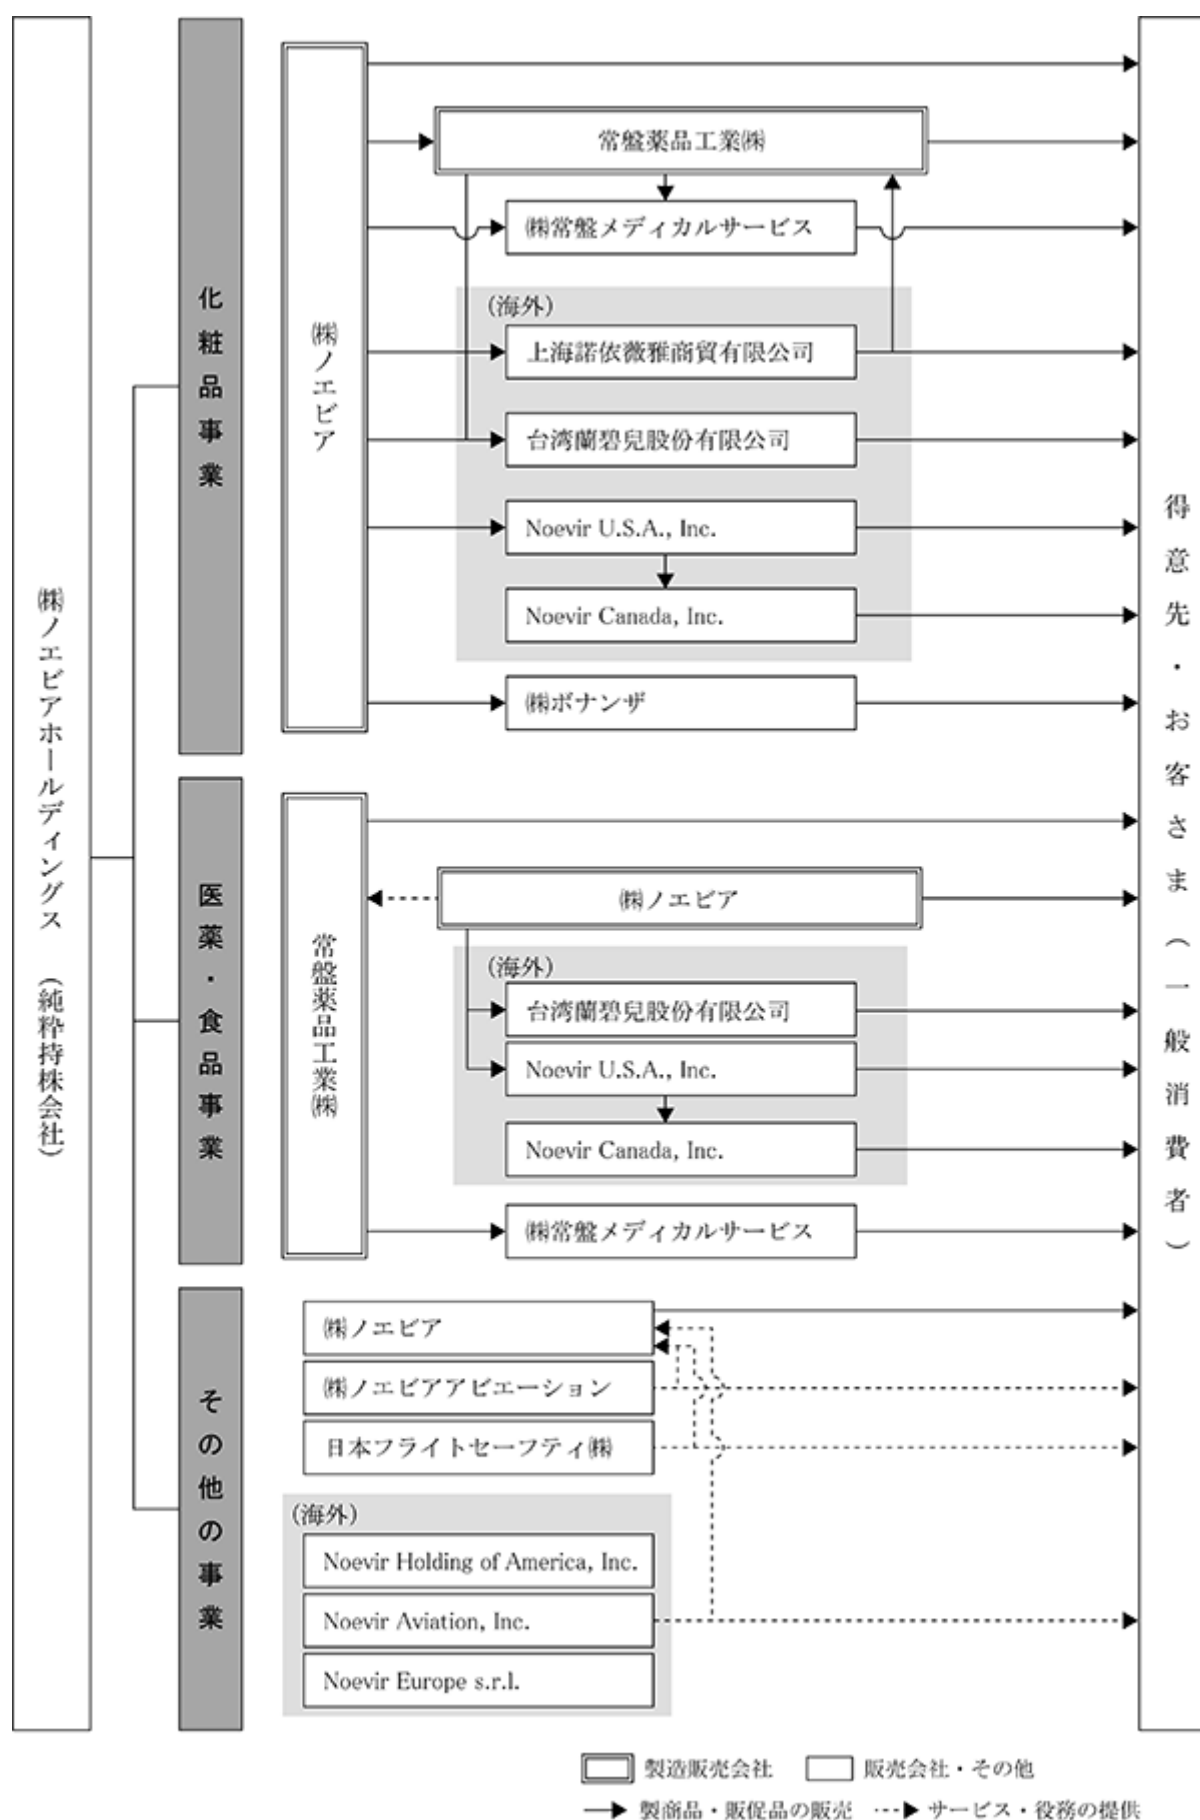 ㈱ノエビアホールディングス (純粋持株会社)
化粧品事業
㈱ノエビア
常盤薬品工業㈱
㈱常盤メディカルサービス
(海外)
上海諾依薇雅商貿有限公司
台湾蘭碧兒股份有限公司
Noevir U.S.A., Inc.
Noevir Canada, Inc.
㈱ボナンザ
医薬・食品事業
常盤薬品工業㈱
㈱ノエビア
(海外)
台湾蘭碧兒股份有限公司
Noevir U.S.A., Inc.
Noevir Canada, Inc.
㈱常盤メディカルサービス
その他の事業
㈱ノエビア
㈱ノエビアアビエーション
日本フライトセーフティ㈱
(海外)
Noevir Holding of America, Inc.
Noevir Aviation, Inc.
Noevir Europe s.r.l.
得意先・お客さま(一般消費者)
製造販売会社 販売会社・その他
製商品・販促品の販売 サービス・役務の提供